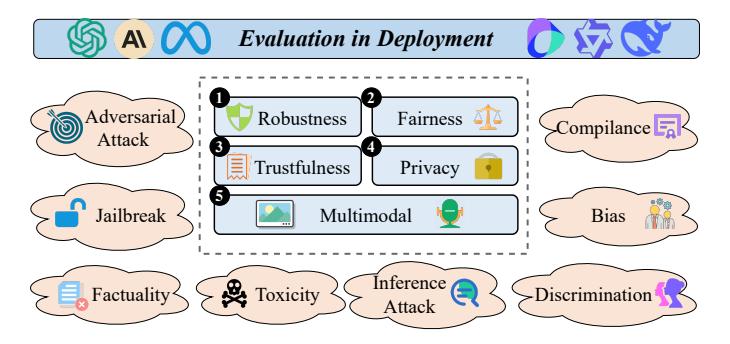 Evaluation in Deployment
1
Robustness
2
Fairness
3
Trustfulness
4
Privacy
5
Multimodal
Adversarial
Attack
Jailbreak
Compilance
Bias
Factuality
Toxicity
Inference
Attack
Discrimination